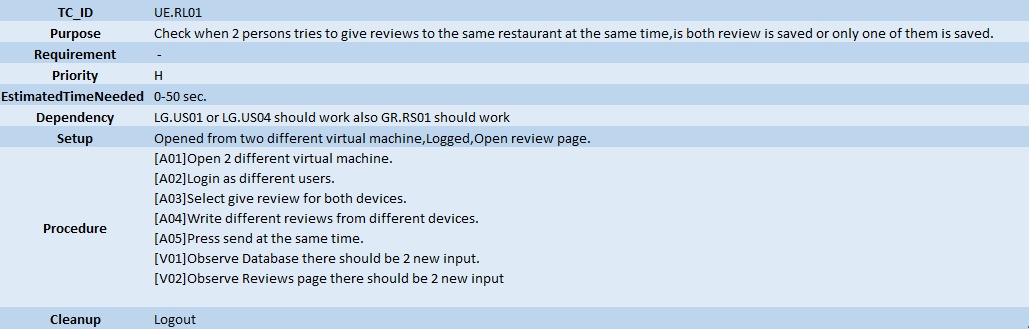 TC_ID UE.RL01
Purpose Check when 2 persons tries to give reviews to the same restaurant at the same time,is both review is saved or only one of them is saved.
Requirement -
Priority H
EstimatedTimeNeeded 0-50 sec.
Dependency LG.US01 or LG.US04 should work also GR.RS01 should work
Setup Opened from two different virtual machine,Logged,Open review page.
[A01]Open 2 different virtual machine.
[A02]Login as different users.
[A03]Select give review for both devices.
[A04]Write different reviews from different devices.
Procedure
[A05]Press send at the same time.
[V01]Observe Database there should be 2 new input.
[V02]Observe Reviews page there should be 2 new input
Cleanup Logout